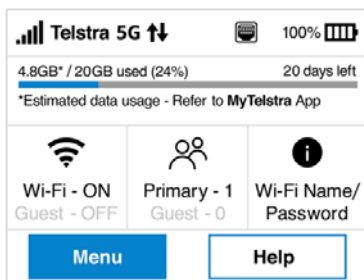 Telstra 5G 100%
4.8GB* / 20GB used (24%) 20 days left
*Estimated data usage - Refer to MyTelstra App
Wi-Fi - ON Primary - 1 Wi-Fi Name/
Guest - OFF Guest - 0 Password
Menu Help